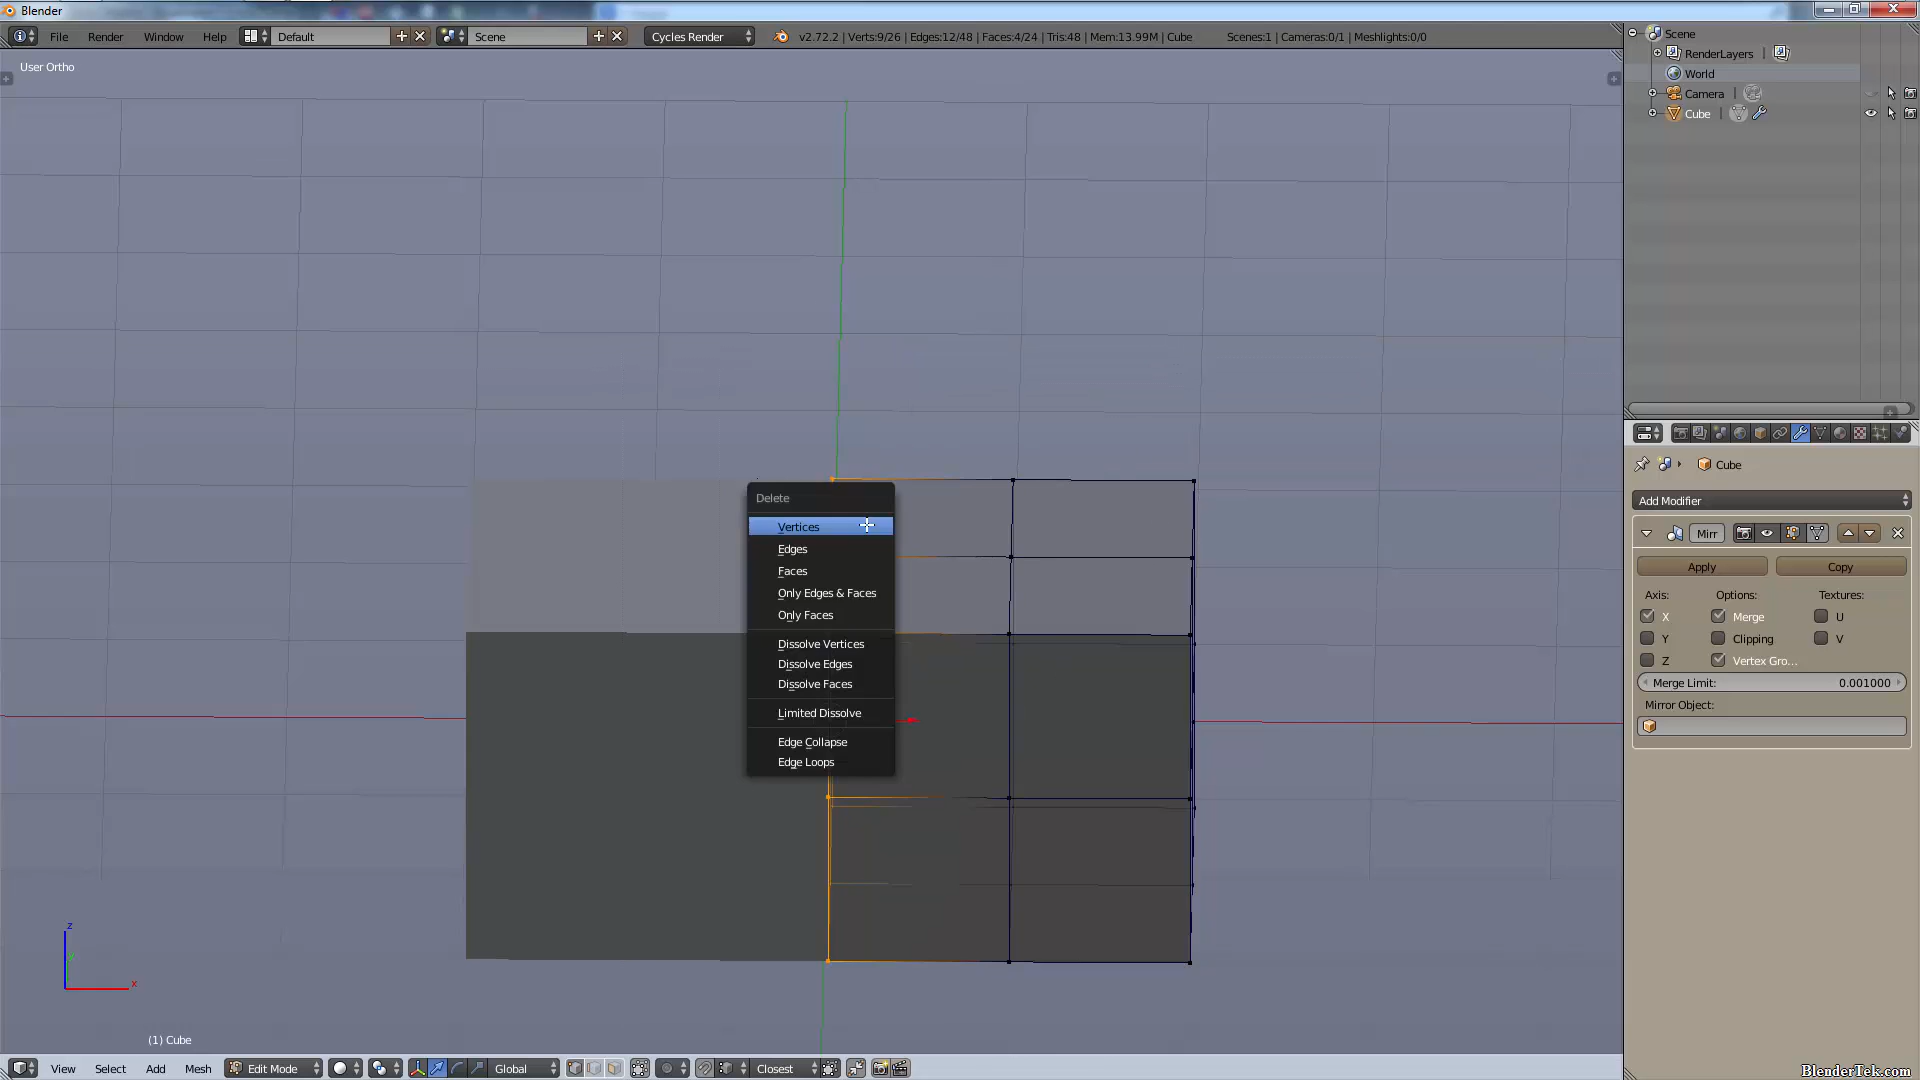 Blender
File Render Window Help Default Scene Cycles Render v2.72.2 | Verts:9/26 | Edges:12/48 | Faces:4/24 | Tris:48 | Mem:13.99M | Cube Scenes:1 | Cameras:0/1 | Meshlights:0/0
User Ortho
Scene
RenderLayers
World
Camera
Cube
Cube
Add Modifier
Mirr
Apply Copy
Axis: Options: Textures:
X Merge U
Y Clipping V
Z Vertex Gro...
Merge Limit: 0.001000
Mirror Object:
Delete
Vertices
Edges
Faces
Only Edges & Faces
Only Faces
Dissolve Vertices
Dissolve Edges
Dissolve Faces
Limited Dissolve
Edge Collapse
Edge Loops
z
y
x
(1) Cube
View Select Add Mesh Edit Mode Global Closest
BlenderTek.com